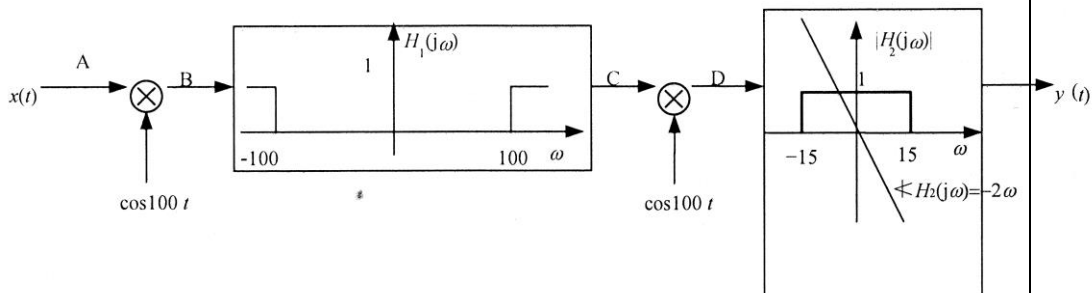 A
x(t)
B
cos100 t
H₁(jω)
1
-100
100
ω
C
D
cos100 t
|H₂(jω)|
1
−15
15
ω
∢H₂(jω)=−2ω
y (t)